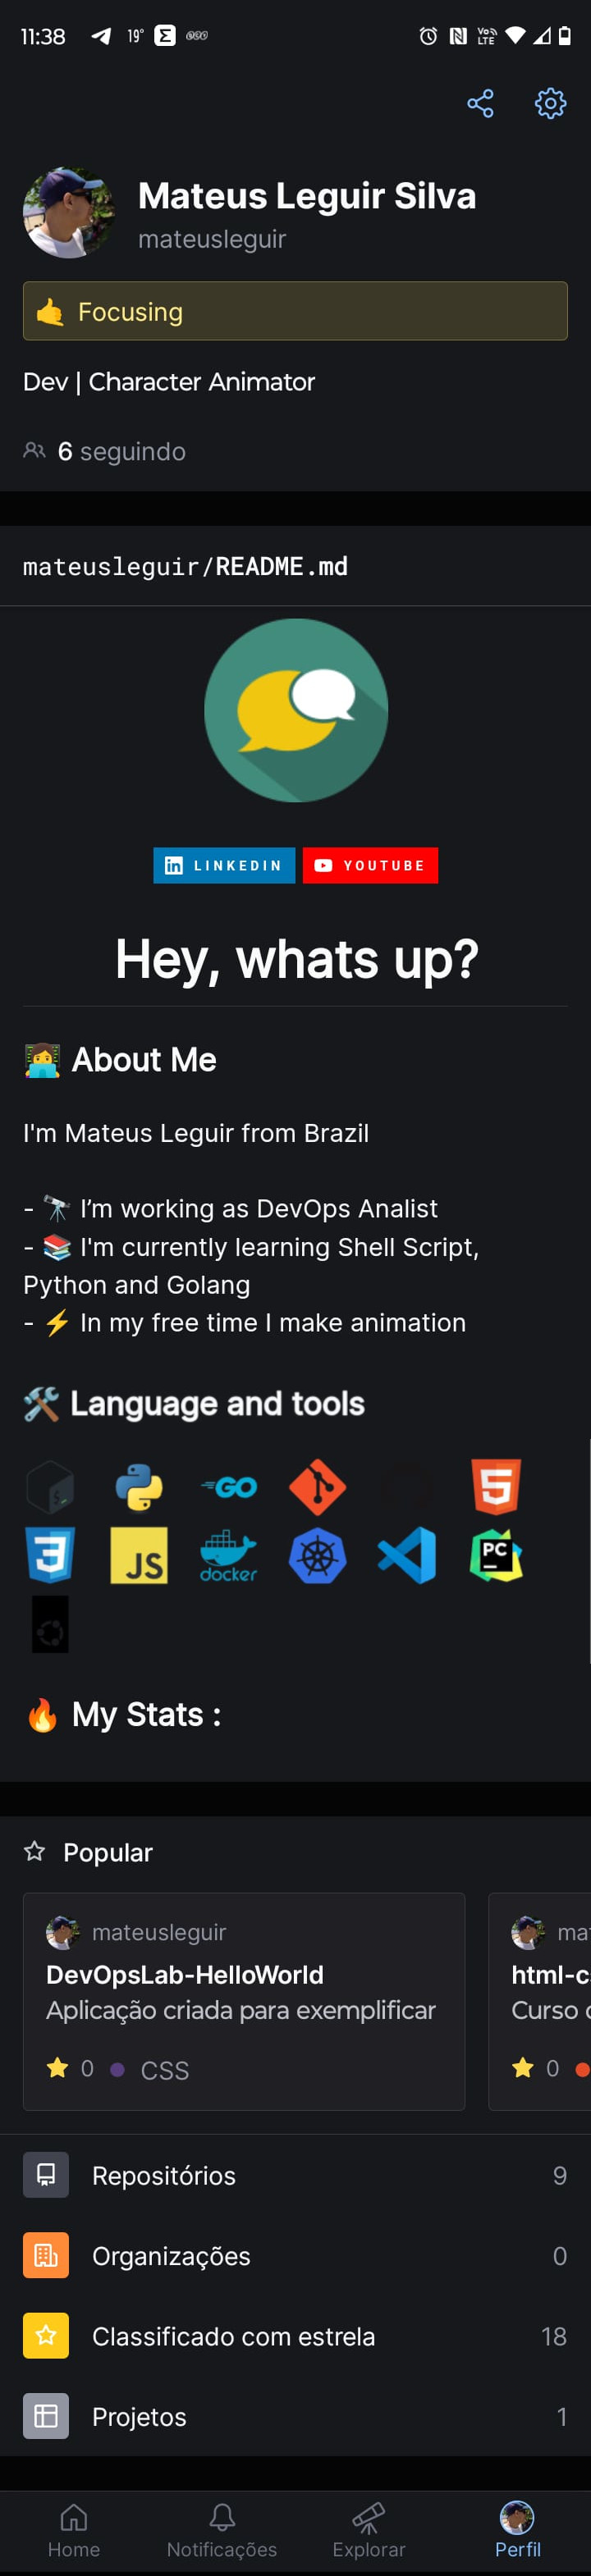 11:38
19°
Vo))
LTE
Mateus Leguir Silva
mateusleguir
Focusing
Dev | Character Animator
6 seguindo
mateusleguir/README.md
LINKEDIN
YOUTUBE
Hey, whats up?
About Me
I'm Mateus Leguir from Brazil
- I’m working as DevOps Analist
- I'm currently learning Shell Script,
Python and Golang
- In my free time I make animation
Language and tools
GO
5
3
JS
docker
PC
My Stats :
Popular
mateusleguir
DevOpsLab-HelloWorld
Aplicação criada para exemplificar
0 CSS
ma
html-c
Curso
0
Repositórios 9
Organizações 0
Classificado com estrela 18
Projetos 1
Home
Notificações
Explorar
Perfil